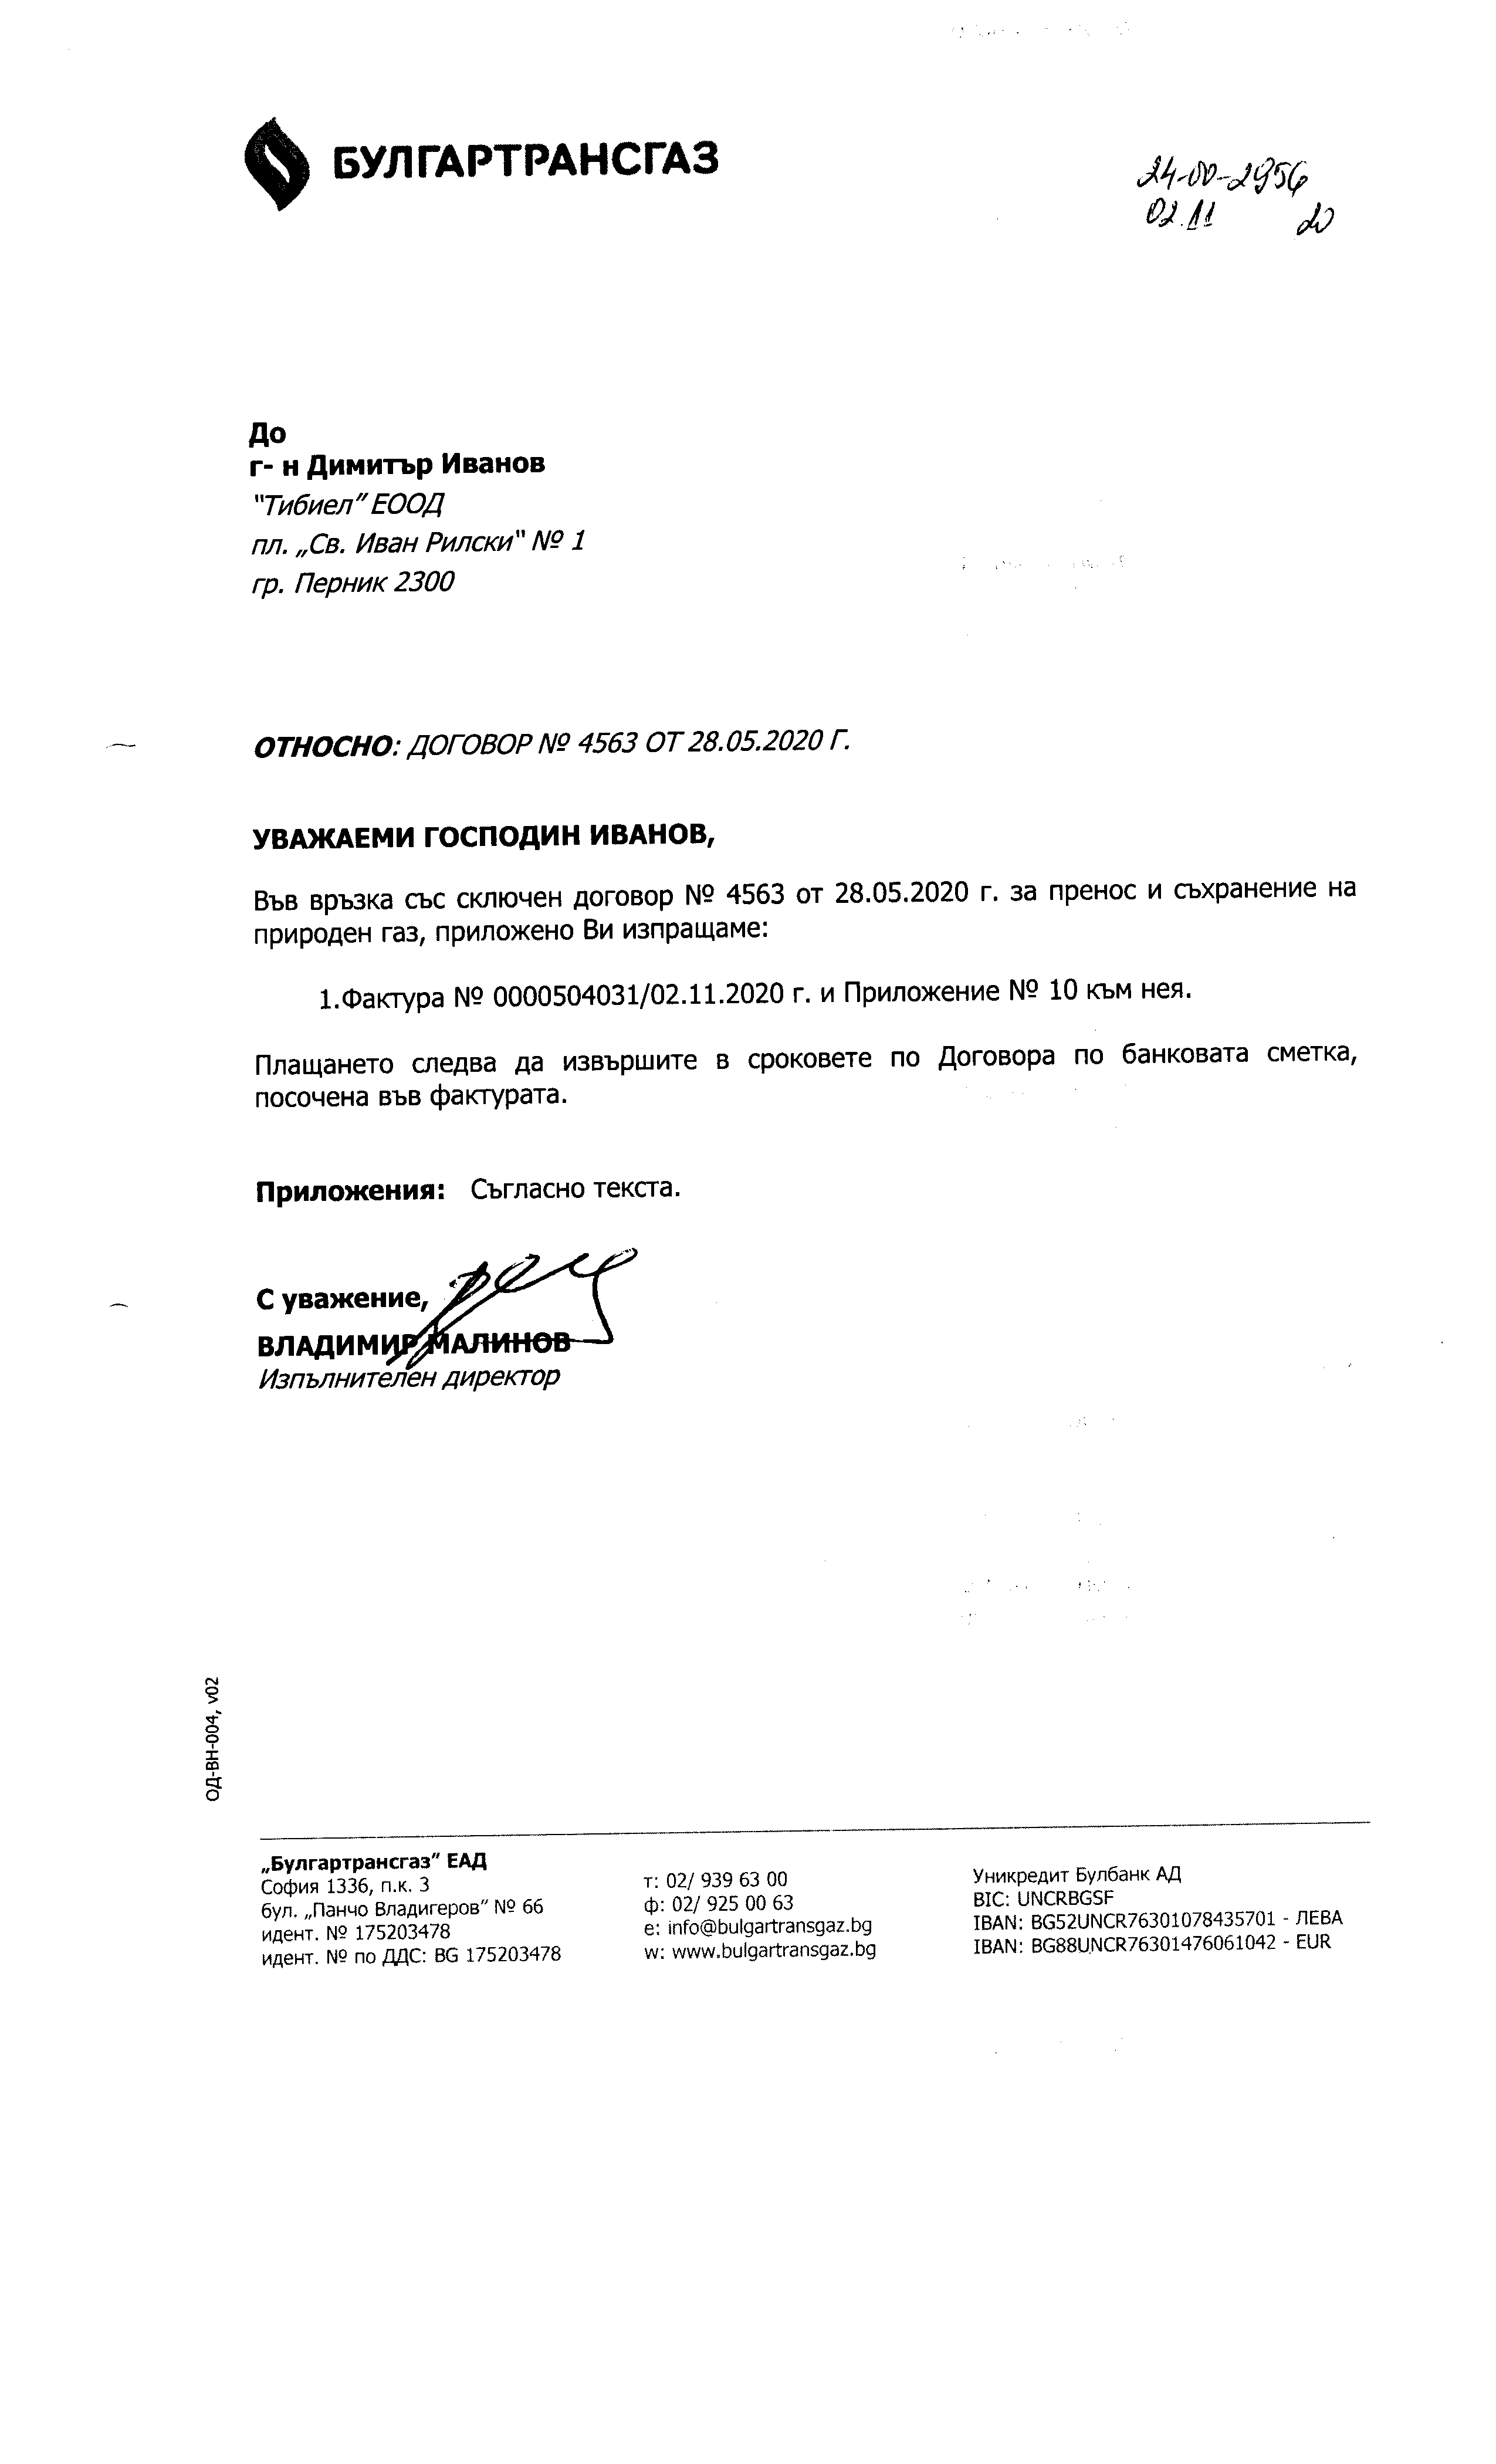 БУЛГАРТРАНСГАЗ
24-00-2956
02.11 20
До
г- н Димитър Иванов
"Тибиел" ЕООД
пл. „Св. Иван Рилски" № 1
гр. Перник 2300
ОТНОСНО: ДОГОВОР № 4563 ОТ 28.05.2020 Г.
УВАЖАЕМИ ГОСПОДИН ИВАНОВ,
Във връзка със сключен договор № 4563 от 28.05.2020 г. за пренос и съхранение на
природен газ, приложено Ви изпращаме:
1.Фактура № 0000504031/02.11.2020 г. и Приложение № 10 към нея.
Плащането следва да извършите в сроковете по Договора по банковата сметка,
посочена във фактурата.
Приложения: Съгласно текста.
С уважение,
ВЛАДИМИР МАЛИНОВ
Изпълнителен директор
ОД-ВН-004, v02
„Булгартрансгаз" ЕАД
София 1336, п.к. 3
бул. „Панчо Владигеров" № 66
идент. № 175203478
идент. № по ДДС: BG 175203478
т: 02/ 939 63 00
ф: 02/ 925 00 63
e: info@bulgartransgaz.bg
w: www.bulgartransgaz.bg
Уникредит Булбанк АД
BIC: UNCRBGSF
IBAN: BG52UNCR76301078435701 - ЛЕВА
IBAN: BG88UNCR76301476061042 - EUR